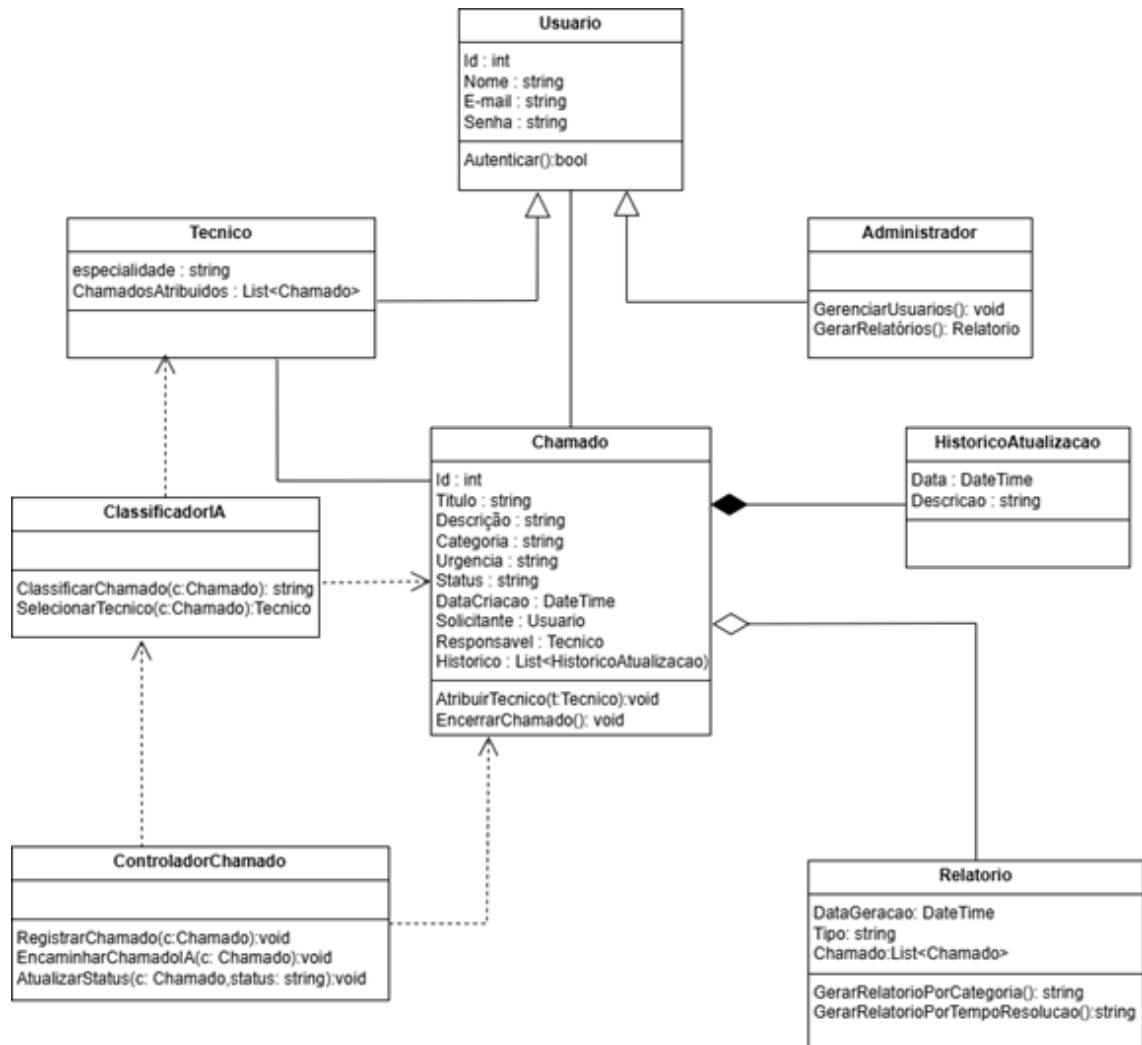 Usuario
Id : int
Nome : string
E-mail : string
Senha : string
Autenticar():bool
Tecnico
especialidade : string
ChamadosAtribuidos : List<Chamado>
Administrador
GerenciarUsuarios(): void
GerarRelatórios(): Relatorio
Chamado
Id : int
Titulo : string
Descrição : string
Categoria : string
Urgencia : string
Status : string
DataCriacao : DateTime
Solicitante : Usuario
Responsavel : Tecnico
Historico : List<HistoricoAtualizacao)
AtribuirTecnico(t:Tecnico):void
EncerrarChamado(): void
HistoricoAtualizacao
Data : DateTime
Descricao : string
ClassificadorIA
ClassificarChamado(c:Chamado): string
SelecionarTecnico(c:Chamado):Tecnico
ControladorChamado
RegistrarChamado(c:Chamado):void
EncaminharChamadoIA(c: Chamado):void
AtualizarStatus(c: Chamado,status: string):void
Relatorio
DataGeracao: DateTime
Tipo: string
Chamado:List<Chamado>
GerarRelatorioPorCategoria(): string
GerarRelatorioPorTempoResolucao():string